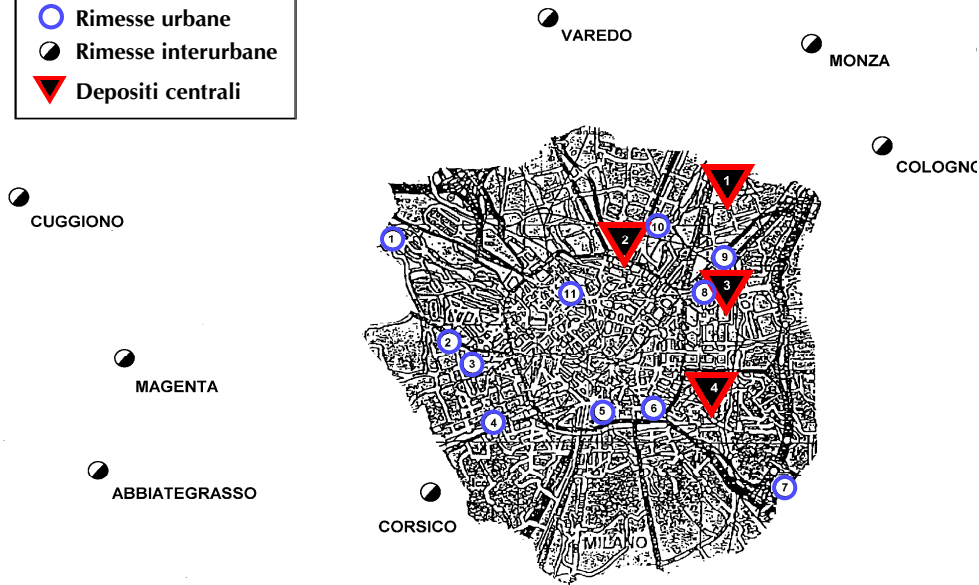 Rimesse urbane
Rimesse interurbane
Depositi centrali
VAREDO
MONZA
COLOGNO
CUGGIONO
MAGENTA
ABBIATEGRASSO
CORSICO
MILANO
1
2
3
4
1
2
3
4
5
6
7
8
9
10
11